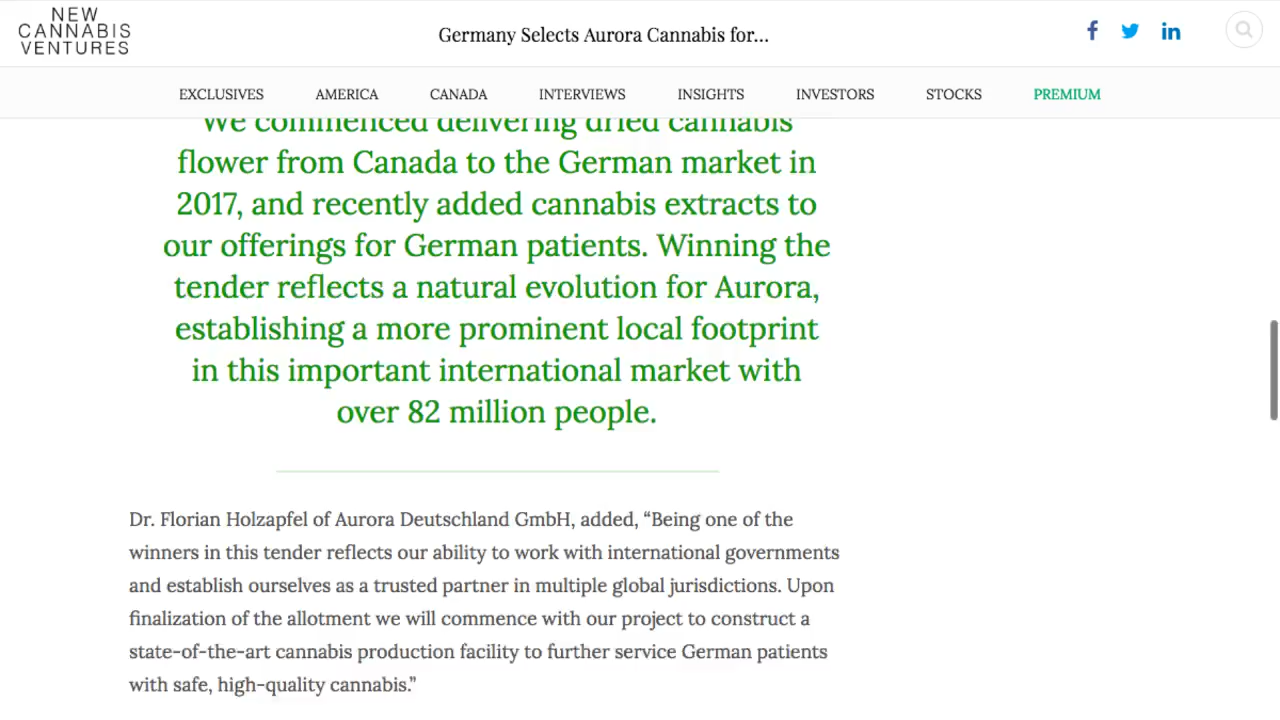 NEW
CANNABIS
VENTURES
Germany Selects Aurora Cannabis for...
EXCLUSIVES AMERICA CANADA INTERVIEWS INSIGHTS INVESTORS STOCKS PREMIUM
We commenced delivering dried cannabis
flower from Canada to the German market in
2017, and recently added cannabis extracts to
our offerings for German patients. Winning the
tender reflects a natural evolution for Aurora,
establishing a more prominent local footprint
in this important international market with
over 82 million people.
Dr. Florian Holzapfel of Aurora Deutschland GmbH, added, “Being one of the
winners in this tender reflects our ability to work with international governments
and establish ourselves as a trusted partner in multiple global jurisdictions. Upon
finalization of the allotment we will commence with our project to construct a
state-of-the-art cannabis production facility to further service German patients
with safe, high-quality cannabis.”